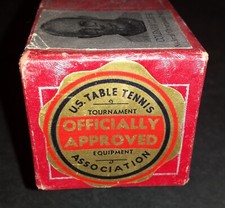 U.S. TABLE TENNIS
TOURNAMENT
OFFICIALLY
APPROVED
EQUIPMENT
ASSOCIATION